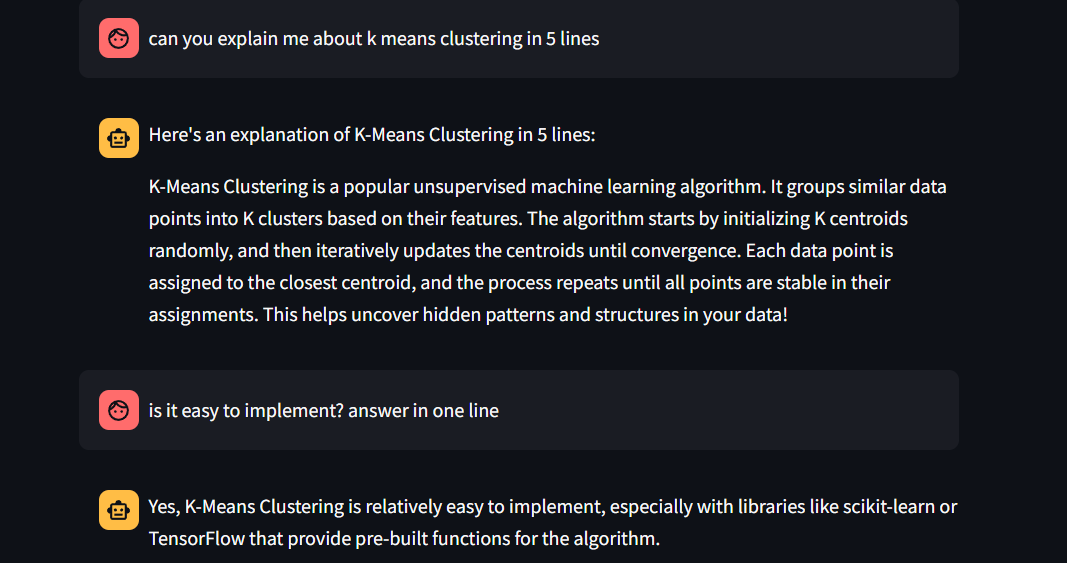 can you explain me about k means clustering in 5 lines
Here's an explanation of K-Means Clustering in 5 lines:
K-Means Clustering is a popular unsupervised machine learning algorithm. It groups similar data
points into K clusters based on their features. The algorithm starts by initializing K centroids
randomly, and then iteratively updates the centroids until convergence. Each data point is
assigned to the closest centroid, and the process repeats until all points are stable in their
assignments. This helps uncover hidden patterns and structures in your data!
is it easy to implement? answer in one line
Yes, K-Means Clustering is relatively easy to implement, especially with libraries like scikit-learn or
TensorFlow that provide pre-built functions for the algorithm.